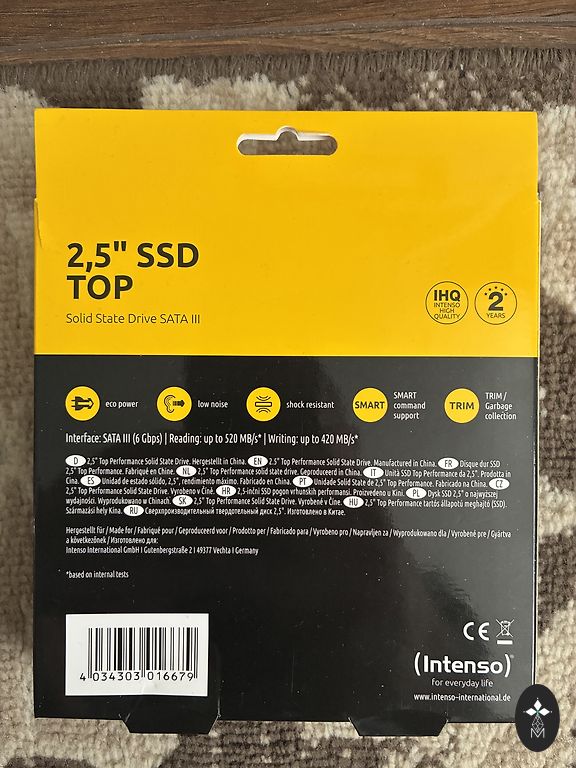 2,5" SSD
TOP
Solid State Drive SATA III
IHQ
INTENSO
HIGH
QUALITY
2
YEARS
eco power
low noise
shock resistant
SMART
SMART
command
support
TRIM
TRIM /
Garbage
collection
Interface: SATA III (6 Gbps) | Reading: up to 520 MB/s* | Writing: up to 420 MB/s*
D 2,5" Top Performance Solid State Drive. Hergestellt in China. EN 2,5" Top Performance Solid State Drive. Manufactured in China. FR Disque dur SSD
2,5" Top Performance. Fabriqué en Chine. NL 2,5" Top Performance solid state drive. Geproduceerd in China. IT Unità SSD Top Performance da 2,5". Prodotta in
Cina. ES Unidad de estado sólido, 2,5", rendimiento máximo. Fabricado en China. PT Unidade Solid State de 2,5" Top Performance. Fabricado na China. CZ
2,5" Top Performance Solid State Drive. Vyrobeno v Číně. HR 2,5-inčni SSD pogon vrhunskih performansi. Proizvedeno u Kini. PL Dysk SSD 2,5" o najwyższej
wydajności. Wyprodukowano w Chinach. SK 2,5" Top Performance Solid State Drive. Vyrobené v Číne. HU 2,5" Top Performance tartós állapotú meghajtó (SSD).
Származási hely Kína. RU Сверхпроизводительный твердотельный диск 2,5". Изготовлен в Китае.
Hergestellt für / Made for / Fabriqué pour / Geproduceerd voor / Prodotto per / Fabricado para / Vyrobeno pro / Napravljen za / Wyprodukowano dla / Vyrobené pre / Gyártva
a következőnek / Изготовлено для:
Intenso International GmbH I Gutenbergstraße 2 I 49377 Vechta I Germany
*based on internal tests
CE
4 034303 016679
(Intenso)®
for everyday life
www.intenso-international.de
M